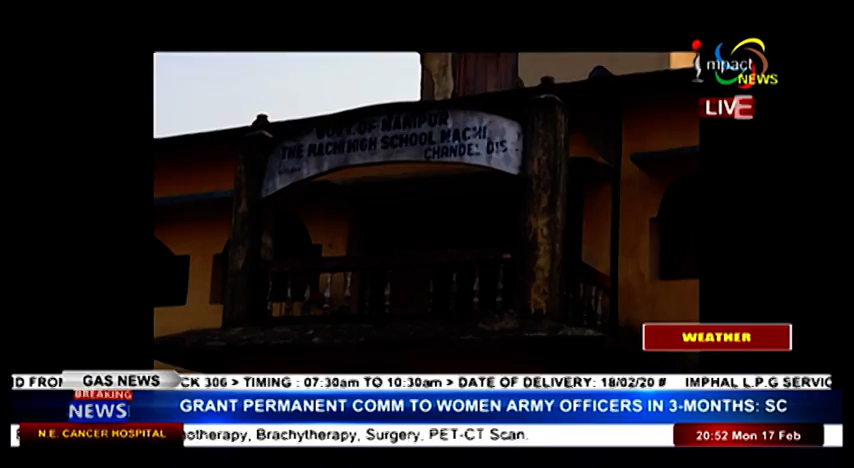 impact
NEWS
LIVE
GOVT. OF MANIPUR
THE MACHI HIGH SCHOOL MACHI
CHANDEL DIS
WEATHER
GAS NEWS
D FROM CK 306 > TIMING : 07:30am TO 10:30am > DATE OF DELIVERY: 18/02/20 # IMPHAL L.P.G SERVIC
BREAKING
NEWS
GRANT PERMANENT COMM TO WOMEN ARMY OFFICERS IN 3-MONTHS: SC
N.E. CANCER HOSPITAL
otherapy, Brachytherapy, Surgery, PET-CT Scan.
20:52 Mon 17 Feb